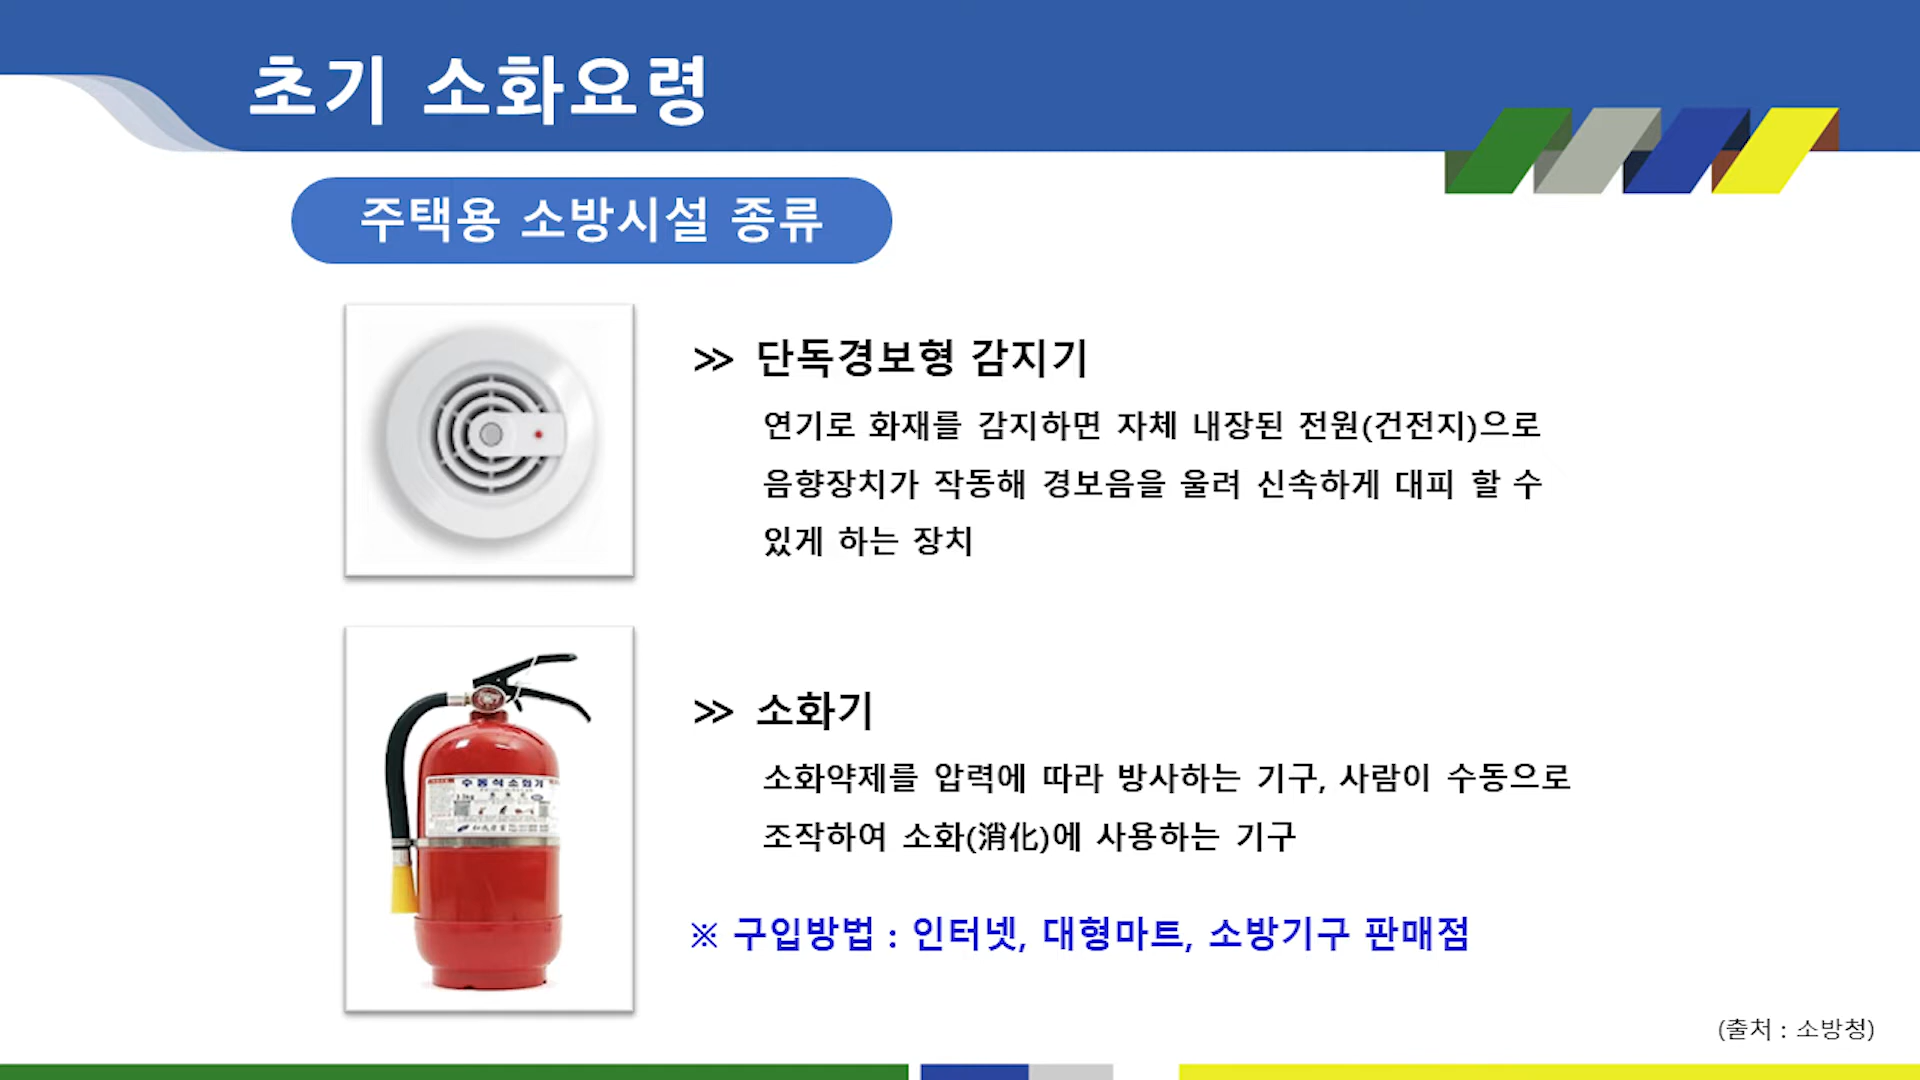 초기 소화요령
주택용 소방시설 종류
≫ 단독경보형 감지기
연기로 화재를 감지하면 자체 내장된 전원(건전지)으로
음향장치가 작동해 경보음을 울려 신속하게 대피 할 수
있게 하는 장치
수동식소화기
≫ 소화기
소화약제를 압력에 따라 방사하는 기구, 사람이 수동으로
조작하여 소화(消化)에 사용하는 기구
※ 구입방법 : 인터넷, 대형마트, 소방기구 판매점
(출처 : 소방청)